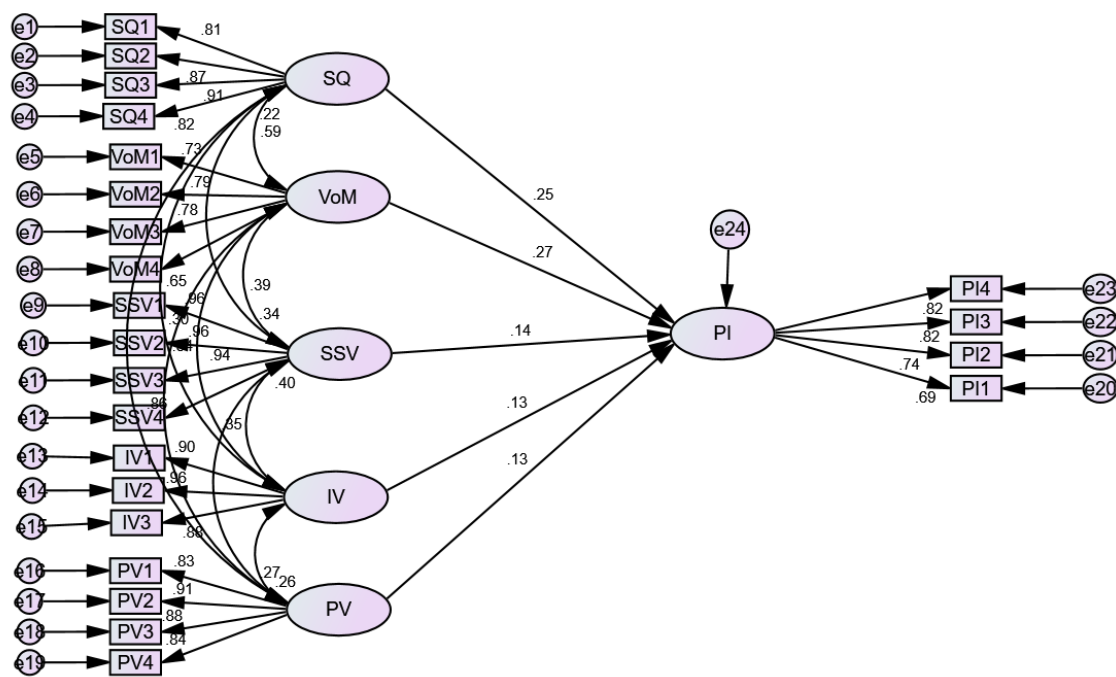 e1 SQ1 .81
e2 SQ2
e3 SQ3 .87
SQ
e4 SQ4 .91
.82
.22
.59
e5 VoM1 .73
e6 VoM2 .79
VoM
.25
e7 VoM3 .78
e24
.27
e8 VoM4
.65
.39
e9 SSV1 .96
.34
.30
e10 SSV2 .96
.94
SSV
.14
PI
e11 SSV3
.40
e12 SSV4
.86
.35
PI4 e23
.82
PI3 e22
.82
PI2 e21
.74
PI1 e20
.69
e13 IV1 .90
.13
e14 IV2 .96
IV
.13
e15 IV3
.88
e16 PV1 .83
.27
.26
e17 PV2 .91
PV
e18 PV3 .88
e19 PV4 .84